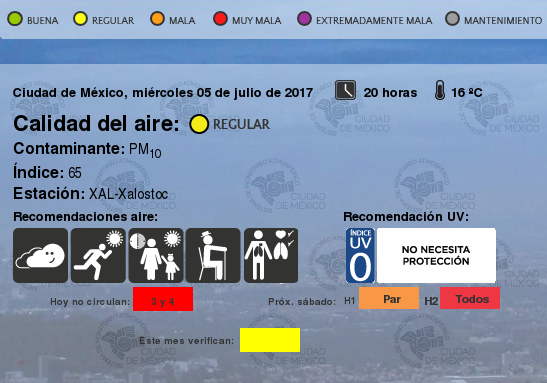 BUENA REGULAR MALA MUY MALA EXTREMADAMENTE MALA MANTENIMIENTO
Ciudad de México, miércoles 05 de julio de 2017 20 horas 16 ºC
Calidad del aire: REGULAR
Contaminante: PM10
Índice: 65
Estación: XAL-Xalostoc
Recomendaciones aire: Recomendación UV:
ÍNDICE UV 0 NO NECESITA PROTECCIÓN
Hoy no circulan: 3 y 4 Próx. sábado: H1 Par H2 Todos
Este mes verifican: